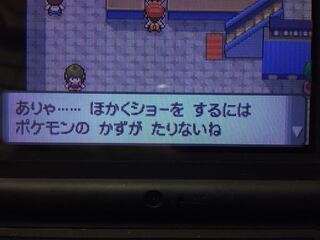 ありゃ…… ほかくショーを するには
ポケモンの かずが たりないね